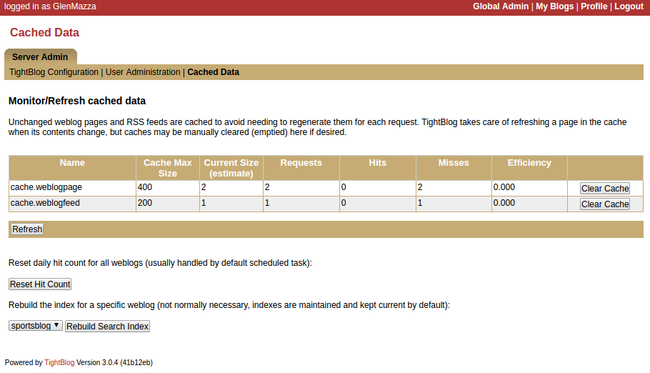 logged in as GlenMazza
Global Admin | My Blogs | Profile | Logout
Cached Data
Server Admin
TightBlog Configuration | User Administration | Cached Data
Monitor/Refresh cached data
Unchanged weblog pages and RSS feeds are cached to avoid needing to regenerate them for each request. TightBlog takes care of refreshing a page in the cache
when its contents change, but caches may be manually cleared (emptied) here if desired.
Name Cache Max Size Current Size (estimate) Requests Hits Misses Efficiency
cache.weblogpage 400 2 2 0 2 0.000 Clear Cache
cache.weblogfeed 200 1 1 0 1 0.000 Clear Cache
Refresh
Reset daily hit count for all weblogs (usually handled by default scheduled task):
Reset Hit Count
Rebuild the index for a specific weblog (not normally necessary, indexes are maintained and kept current by default):
sportsblog Rebuild Search Index
Powered by TightBlog Version 3.0.4 (41b12eb)